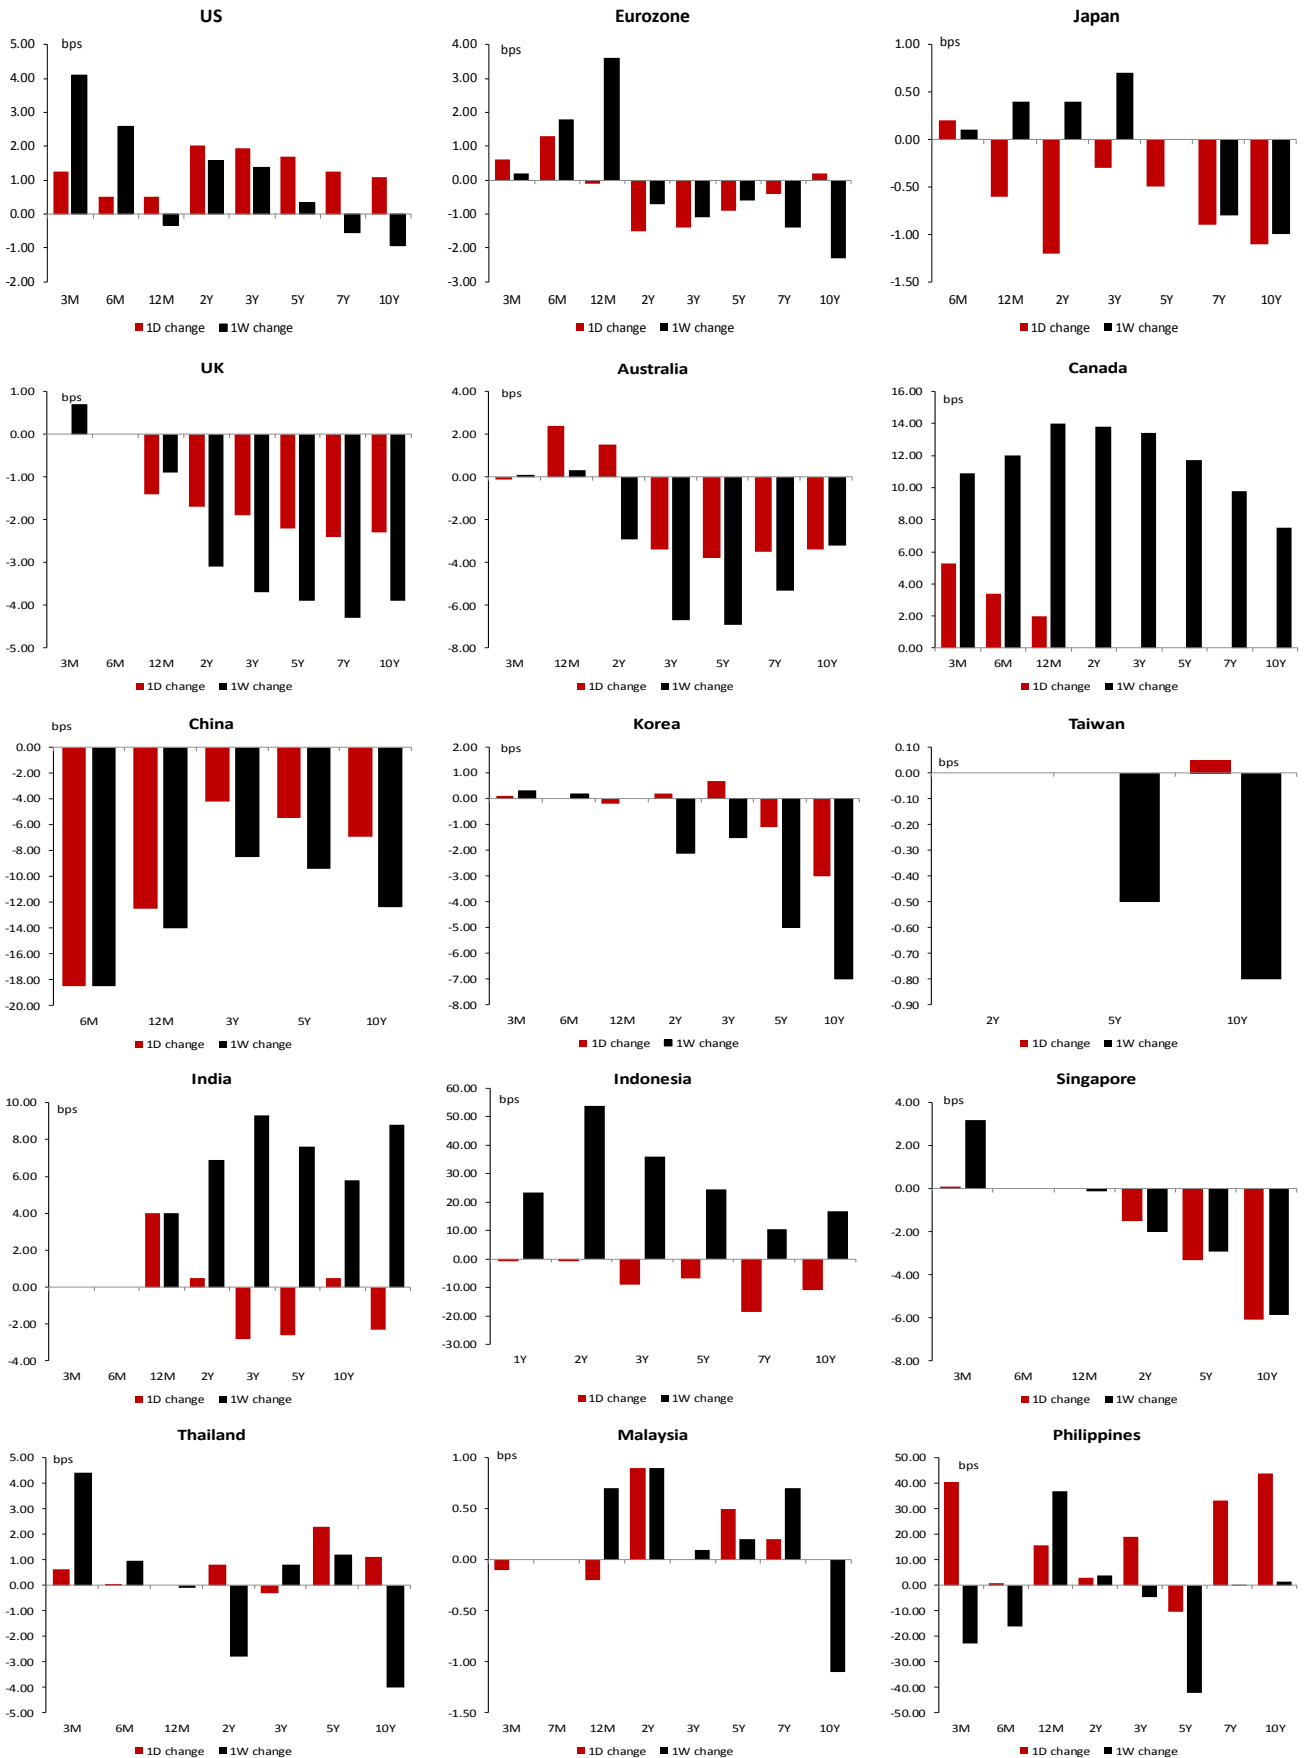 US
bps
5.00
4.00
3.00
2.00
1.00
0.00
-1.00
-2.00
3M 6M 12M 2Y 3Y 5Y 7Y 10Y
1D change 1W change
Eurozone
bps
4.00
3.00
2.00
1.00
0.00
-1.00
-2.00
-3.00
3M 6M 12M 2Y 3Y 5Y 7Y 10Y
1D change 1W change
Japan
bps
1.00
0.50
0.00
-0.50
-1.00
-1.50
6M 12M 2Y 3Y 5Y 7Y 10Y
1D change 1W change
UK
bps
1.00
0.00
-1.00
-2.00
-3.00
-4.00
-5.00
3M 6M 12M 2Y 3Y 5Y 7Y 10Y
1D change 1W change
Australia
bps
4.00
2.00
0.00
-2.00
-4.00
-6.00
-8.00
3M 12M 2Y 3Y 5Y 7Y 10Y
1D change 1W change
Canada
bps
16.00
14.00
12.00
10.00
8.00
6.00
4.00
2.00
0.00
3M 6M 12M 2Y 3Y 5Y 7Y 10Y
1D change 1W change
China
bps
0.00
-2.00
-4.00
-6.00
-8.00
-10.00
-12.00
-14.00
-16.00
-18.00
-20.00
6M 12M 3Y 5Y 10Y
1D change 1W change
Korea
bps
2.00
1.00
0.00
-1.00
-2.00
-3.00
-4.00
-5.00
-6.00
-7.00
-8.00
3M 6M 12M 2Y 3Y 5Y 10Y
1D change 1W change
Taiwan
bps
0.10
0.00
-0.10
-0.20
-0.30
-0.40
-0.50
-0.60
-0.70
-0.80
-0.90
2Y 5Y 10Y
1D change 1W change
India
bps
10.00
8.00
6.00
4.00
2.00
0.00
-2.00
-4.00
3M 6M 12M 2Y 3Y 5Y 10Y
1D change 1W change
Indonesia
bps
60.00
50.00
40.00
30.00
20.00
10.00
0.00
-10.00
-20.00
-30.00
1Y 2Y 3Y 5Y 7Y 10Y
1D change 1W change
Singapore
bps
4.00
2.00
0.00
-2.00
-4.00
-6.00
-8.00
3M 6M 12M 2Y 5Y 10Y
1D change 1W change
Thailand
bps
5.00
4.00
3.00
2.00
1.00
0.00
-1.00
-2.00
-3.00
-4.00
-5.00
3M 6M 12M 2Y 3Y 5Y 10Y
1D change 1W change
Malaysia
bps
1.00
0.50
0.00
-0.50
-1.00
-1.50
3M 7M 12M 2Y 3Y 5Y 7Y 10Y
1D change 1W change
Philippines
bps
50.00
40.00
30.00
20.00
10.00
0.00
-10.00
-20.00
-30.00
-40.00
-50.00
3M 6M 12M 2Y 3Y 5Y 7Y 10Y
1D change 1W change